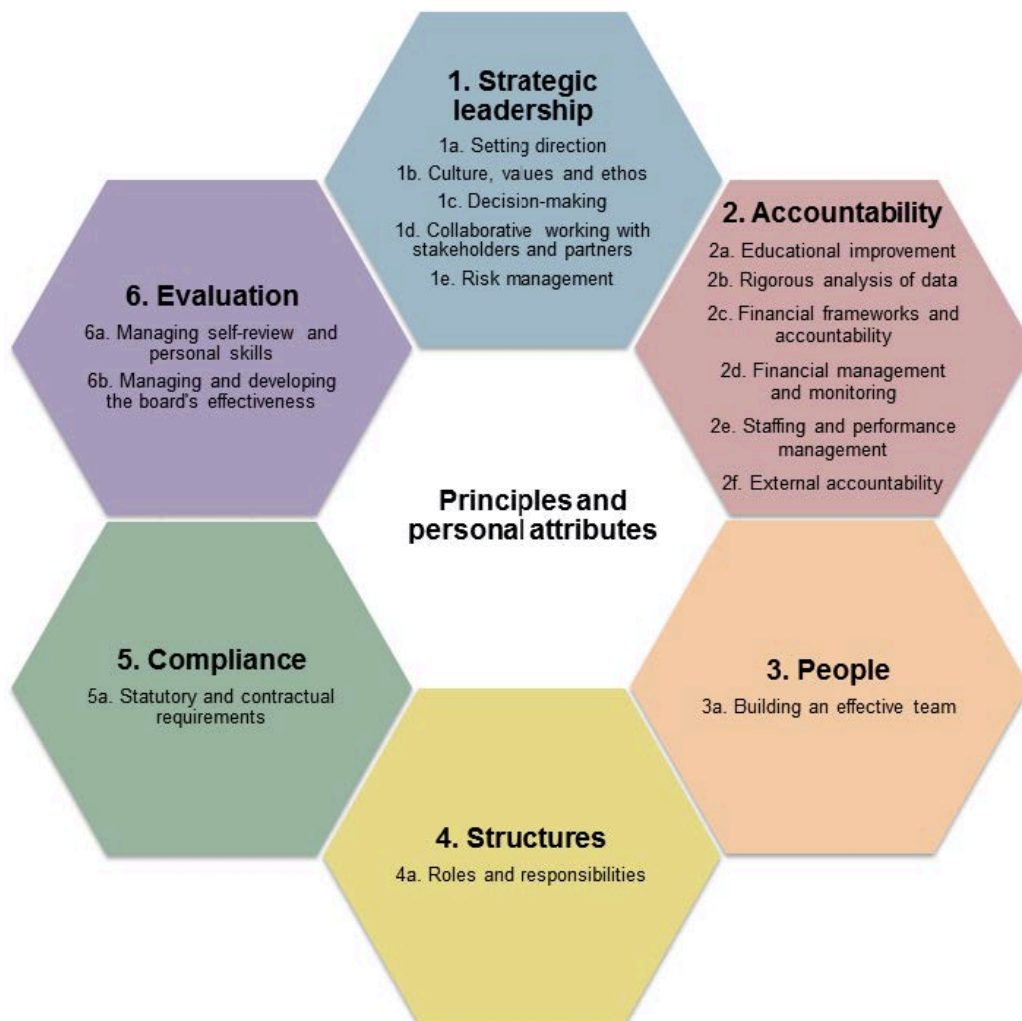 1. Strategic
leadership
1a. Setting direction
1b. Culture, values and ethos
1c. Decision-making
1d. Collaborative working with
stakeholders and partners
1e. Risk management
2. Accountability
2a. Educational improvement
2b. Rigorous analysis of data
2c. Financial frameworks and
accountability
2d. Financial management
and monitoring
2e. Staffing and performance
management
2f. External accountability
3. People
3a. Building an effective team
4. Structures
4a. Roles and responsibilities
5. Compliance
5a. Statutory and contractual
requirements
6. Evaluation
6a. Managing self-review and
personal skills
6b. Managing and developing
the board's effectiveness
Principles and
personal attributes